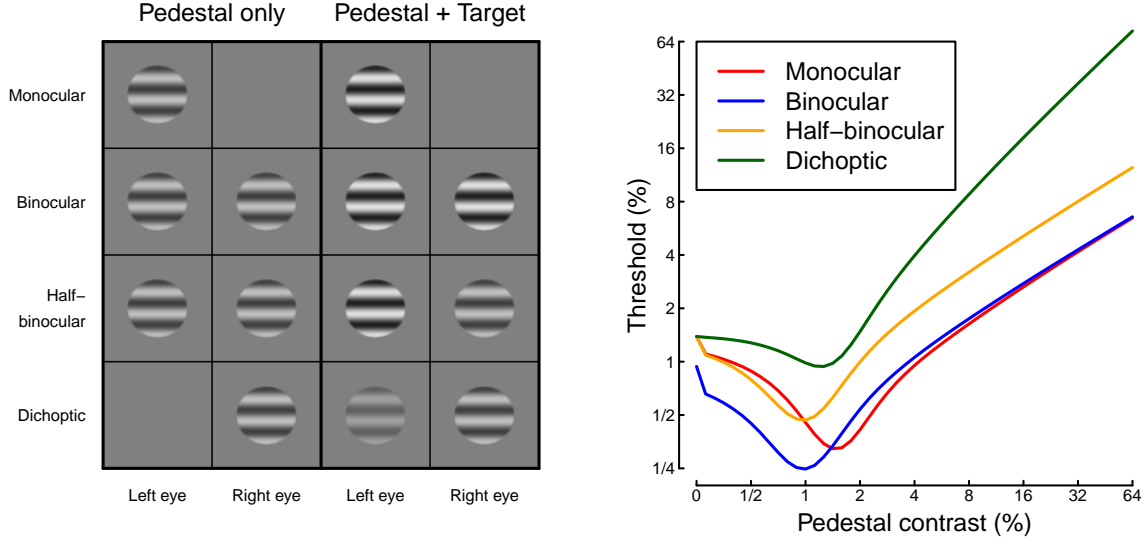 Pedestal only
Pedestal + Target
Monocular
Binocular
Half−
binocular
Dichoptic
Left eye
Right eye
Left eye
Right eye
Threshold (%)
64
32
16
8
4
2
1
1/2
1/4
Monocular
Binocular
Half−binocular
Dichoptic
0
1/2
1
2
4
8
16
32
64
Pedestal contrast (%)